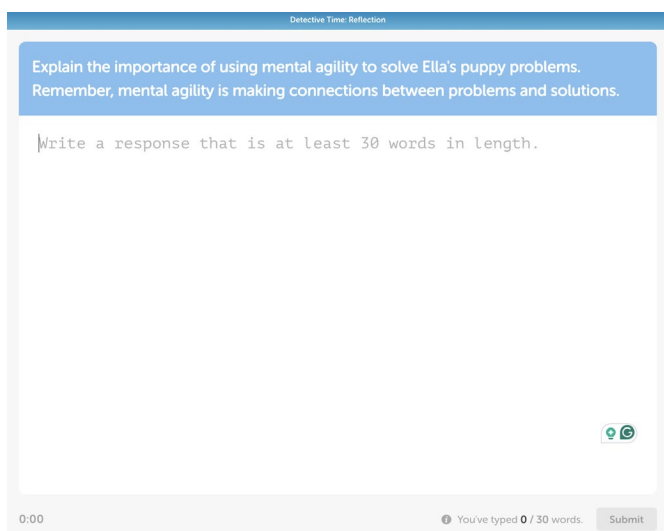 Detective Time: Reflection
Explain the importance of using mental agility to solve Ella's puppy problems.
Remember, mental agility is making connections between problems and solutions.
Write a response that is at least 30 words in length.
0:00
You've typed 0 / 30 words.
Submit